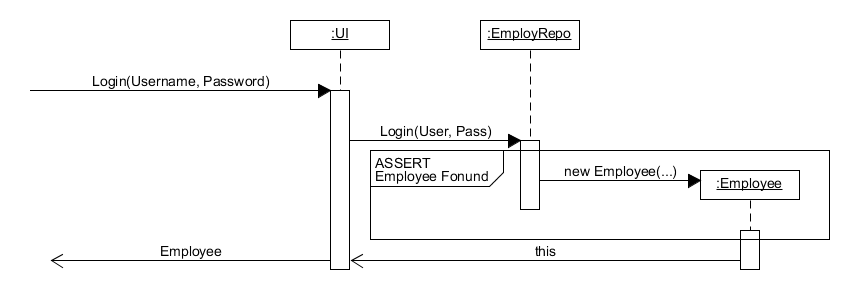 :UI
:EmployRepo
Login(Username, Password)
Login(User, Pass)
ASSERT
Employee Fonund
new Employee(...)
:Employee
Employee
this